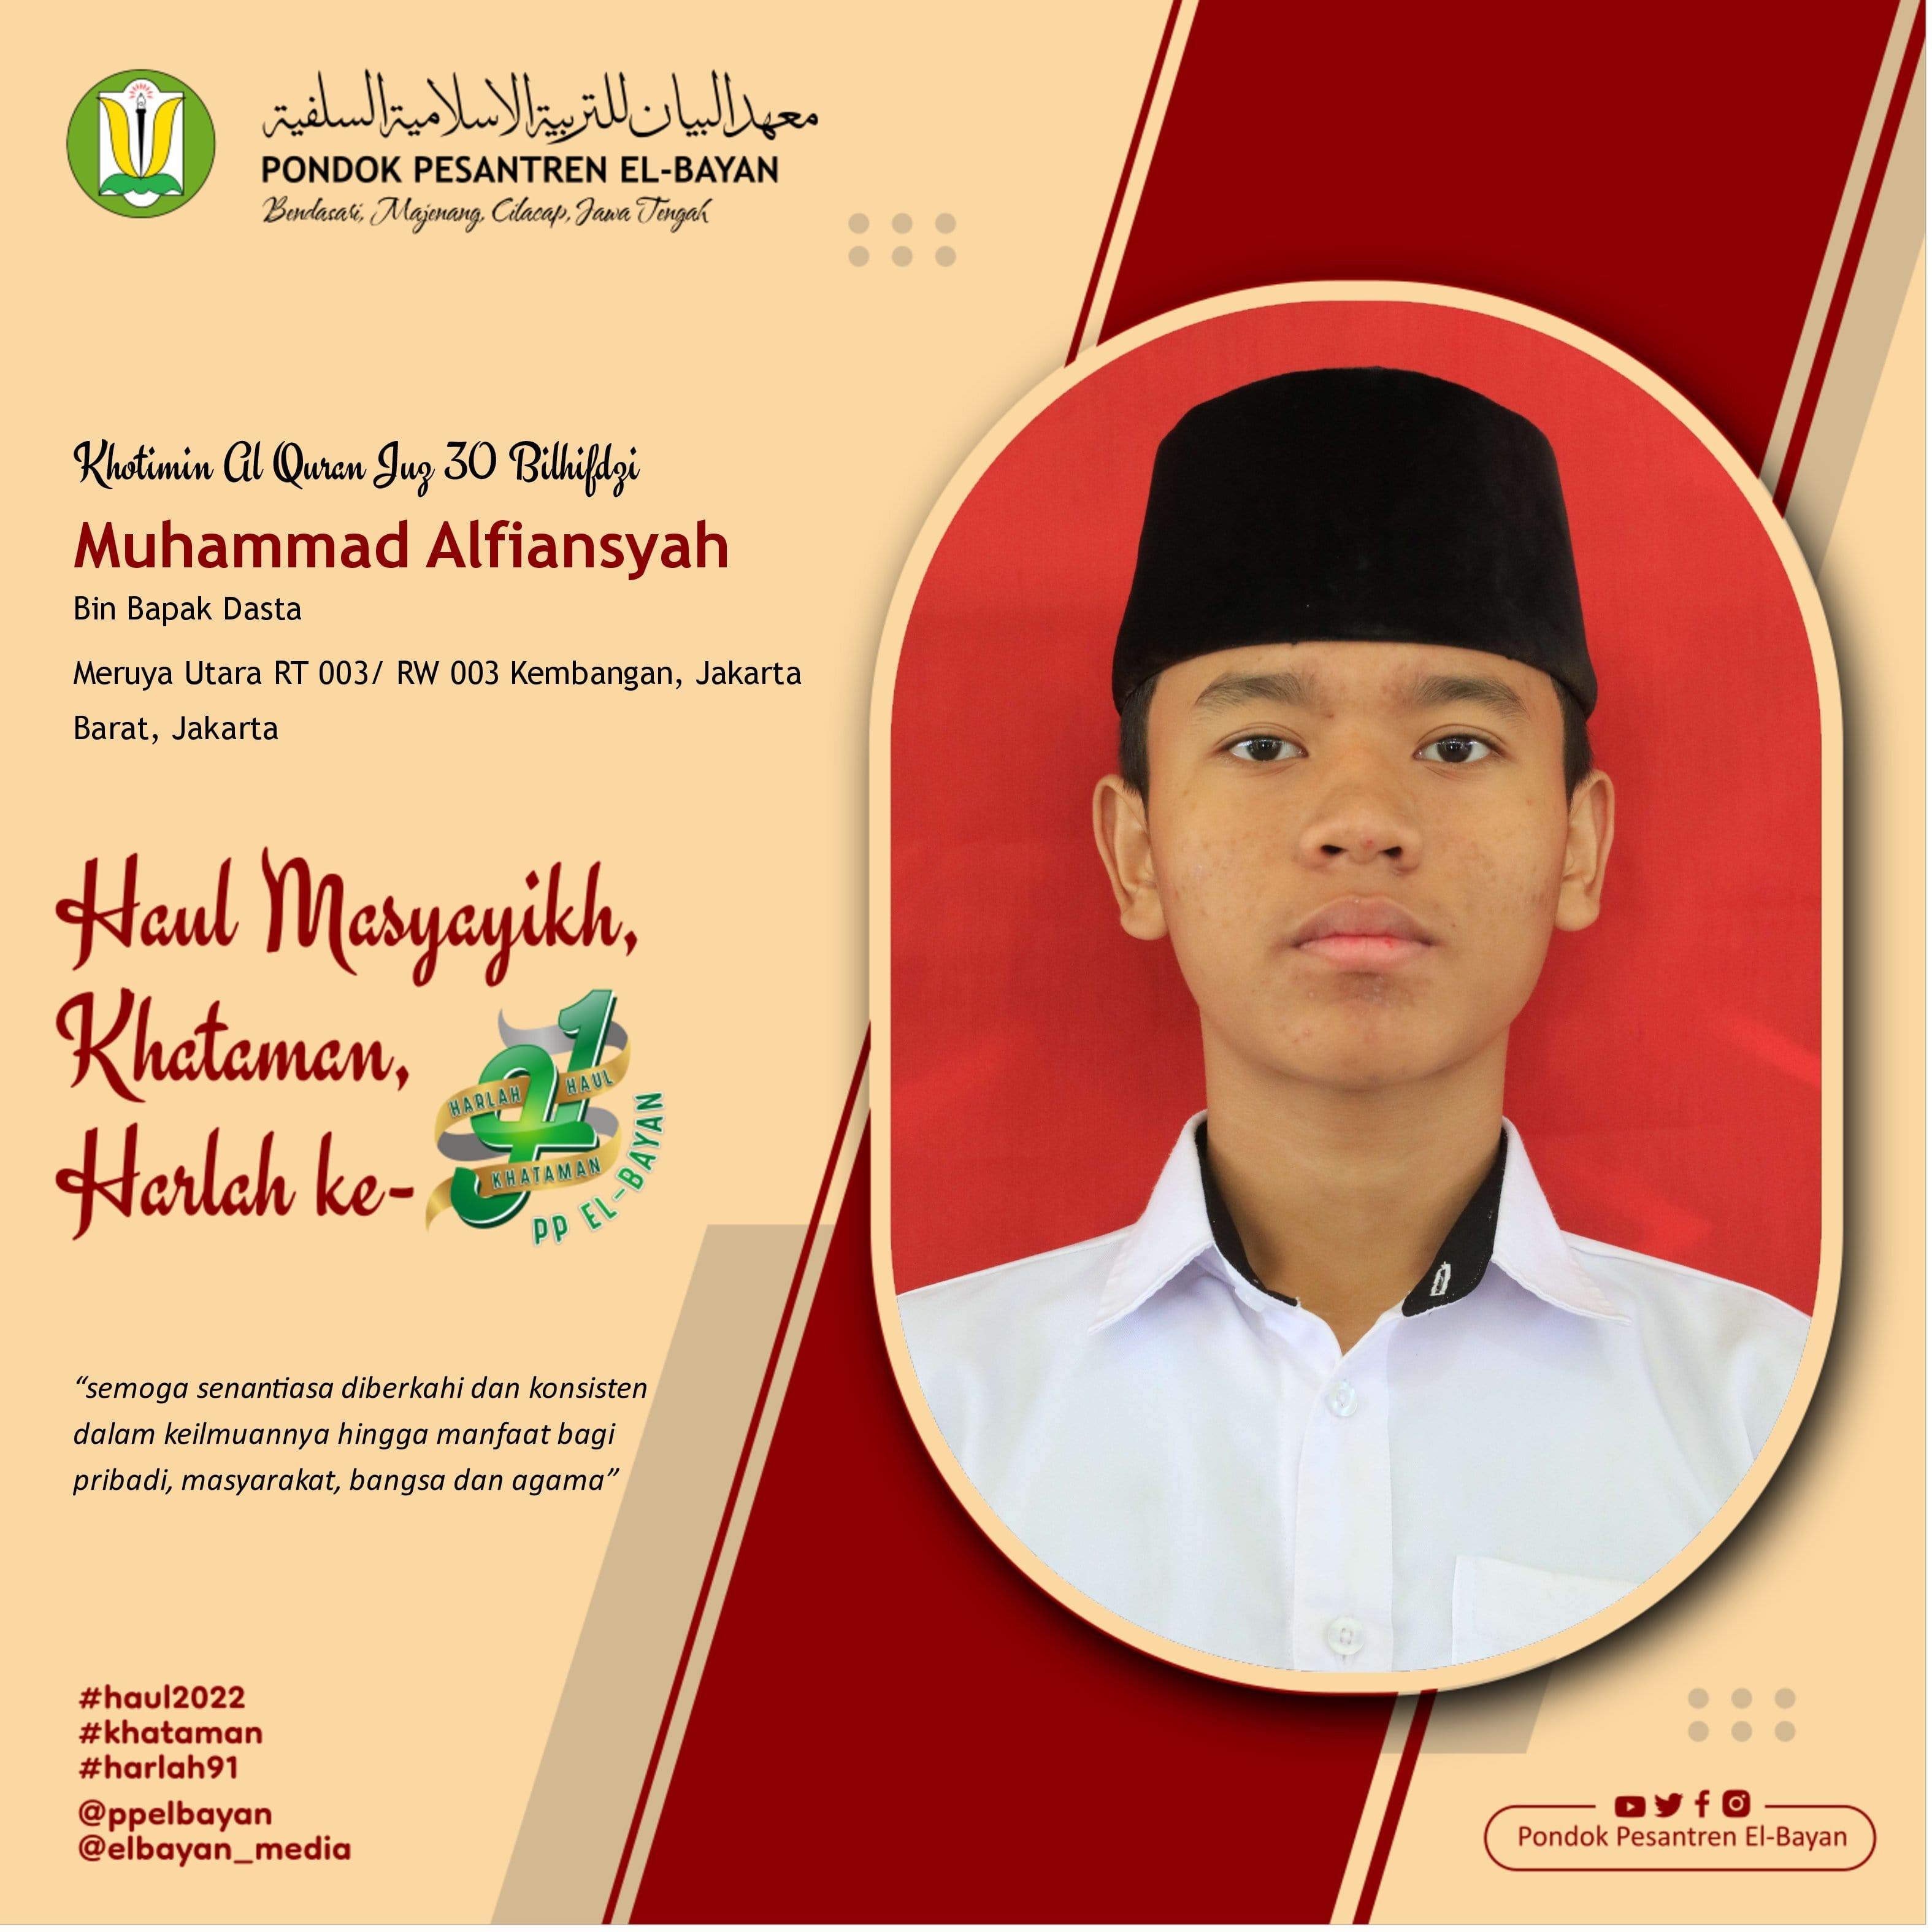 معهد البيان للتربية الاسلامية السلفية
PONDOK PESANTREN EL-BAYAN
Bendasari, Majenang, Cilacap, Jawa Tengah
Khotimin Al Quran Juz 30 Bilhifdzi
Muhammad Alfiansyah
Bin Bapak Dasta
Meruya Utara RT 003/ RW 003 Kembangan, Jakarta
Barat, Jakarta
Haul Masyayikh,
Khataman,
Harlah ke-
91
HARLAH HAUL
KHATAMAN
PP EL-BAYAN
“semoga senantiasa diberkahi dan konsisten
dalam keilmuannya hingga manfaat bagi
pribadi, masyarakat, bangsa dan agama”
#haul2022
#khataman
#harlah91
@ppelbayan
@elbayan_media
Pondok Pesantren El-Bayan